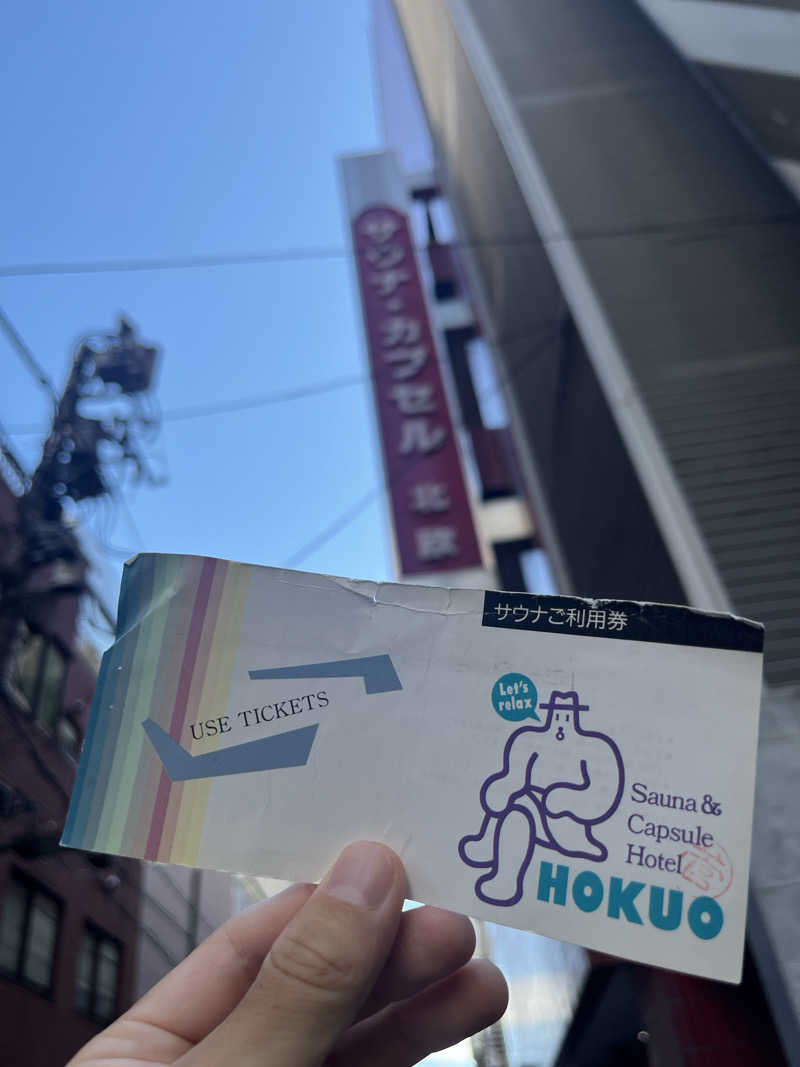 サウナ・カプセル 北欧
サウナご利用券
Let's
relax
USE TICKETS
Sauna &
Capsule
Hotel
HOKUO